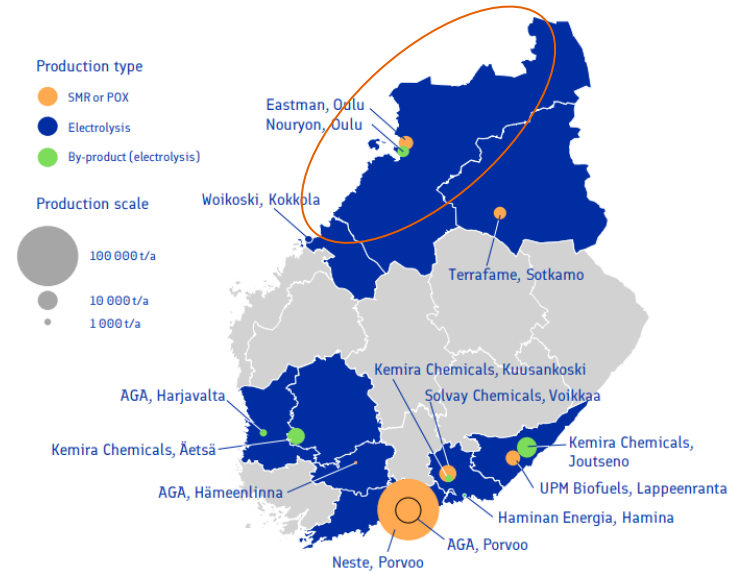 Production type
SMR or POX
Electrolysis
By-product (electrolysis)
Production scale
100 000 t/a
10 000 t/a
1 000 t/a
Eastman, Oulu
Nouryon, Oulu
Woikoski, Kokkola
Terrafame, Sotkamo
Kemira Chemicals, Kuusankoski
Solvay Chemicals, Voikkaa
AGA, Harjavalta
Kemira Chemicals, Äetsä
Kemira Chemicals,
Joutseno
AGA, Hämeenlinna
UPM Biofuels, Lappeenranta
Haminan Energia, Hamina
AGA, Porvoo
Neste, Porvoo